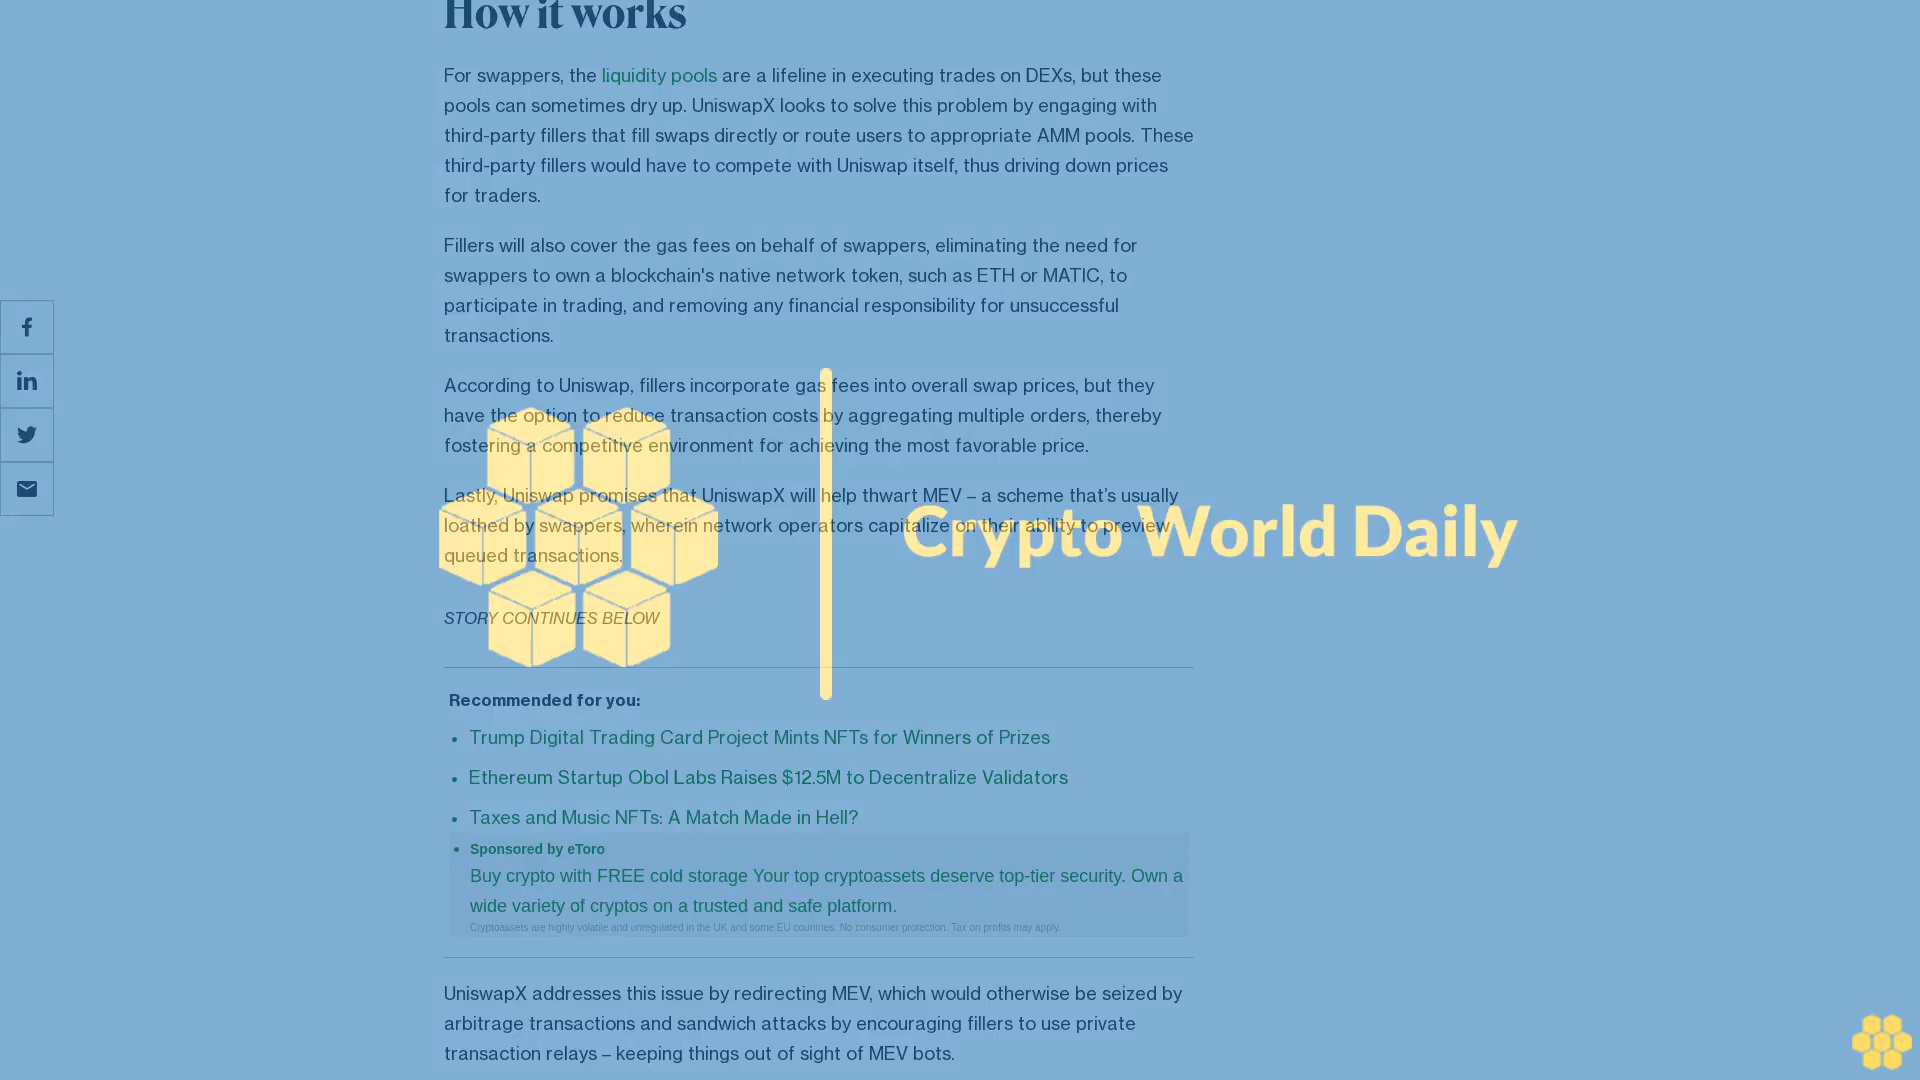 How it works
For swappers, the liquidity pools are a lifeline in executing trades on DEXs, but these
pools can sometimes dry up. UniswapX looks to solve this problem by engaging with
third-party fillers that fill swaps directly or route users to appropriate AMM pools. These
third-party fillers would have to compete with Uniswap itself, thus driving down prices
for traders.
Fillers will also cover the gas fees on behalf of swappers, eliminating the need for
swappers to own a blockchain's native network token, such as ETH or MATIC, to
participate in trading, and removing any financial responsibility for unsuccessful
transactions.
According to Uniswap, fillers incorporate gas fees into overall swap prices, but they
have the option to reduce transaction costs by aggregating multiple orders, thereby
fostering a competitive environment for achieving the most favorable price.
Lastly, Uniswap promises that UniswapX will help thwart MEV – a scheme that’s usually
loathed by swappers, wherein network operators capitalize on their ability to preview
queued transactions.
Crypto World Daily
STORY CONTINUES BELOW
Recommended for you:
• Trump Digital Trading Card Project Mints NFTs for Winners of Prizes
• Ethereum Startup Obol Labs Raises $12.5M to Decentralize Validators
• Taxes and Music NFTs: A Match Made in Hell?
• Sponsored by eToro
Buy crypto with FREE cold storage Your top cryptoassets deserve top-tier security. Own a
wide variety of cryptos on a trusted and safe platform.
Cryptoassets are highly volatile and unregulated in the UK and some EU countries. No consumer protection. Tax on profits may apply.
UniswapX addresses this issue by redirecting MEV, which would otherwise be seized by
arbitrage transactions and sandwich attacks by encouraging fillers to use private
transaction relays – keeping things out of sight of MEV bots.